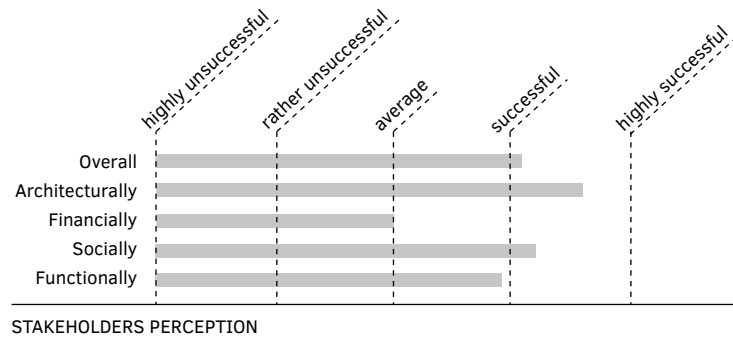 highly unsuccessful
rather unsuccessful
average
successful
highly successful
Overall
Architecturally
Financially
Socially
Functionally
STAKEHOLDERS PERCEPTION